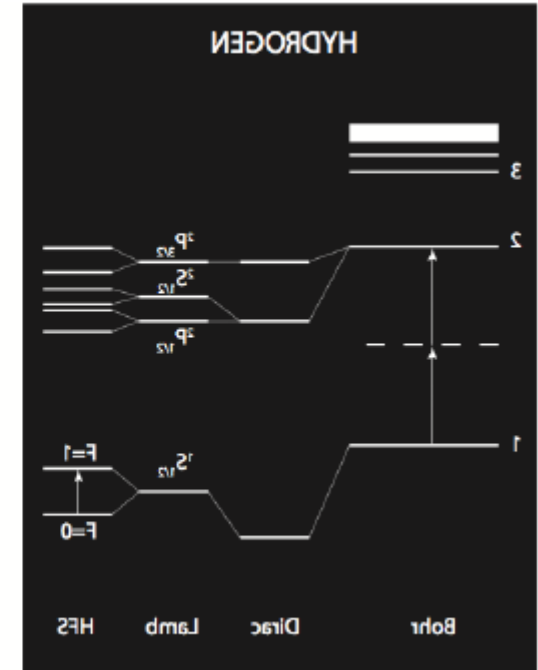 HYDROGEN
3
2
²P3/2
²S1/2
²P1/2
1
F=1
¹S1/2
F=0
Bohr Dirac Lamb HFS